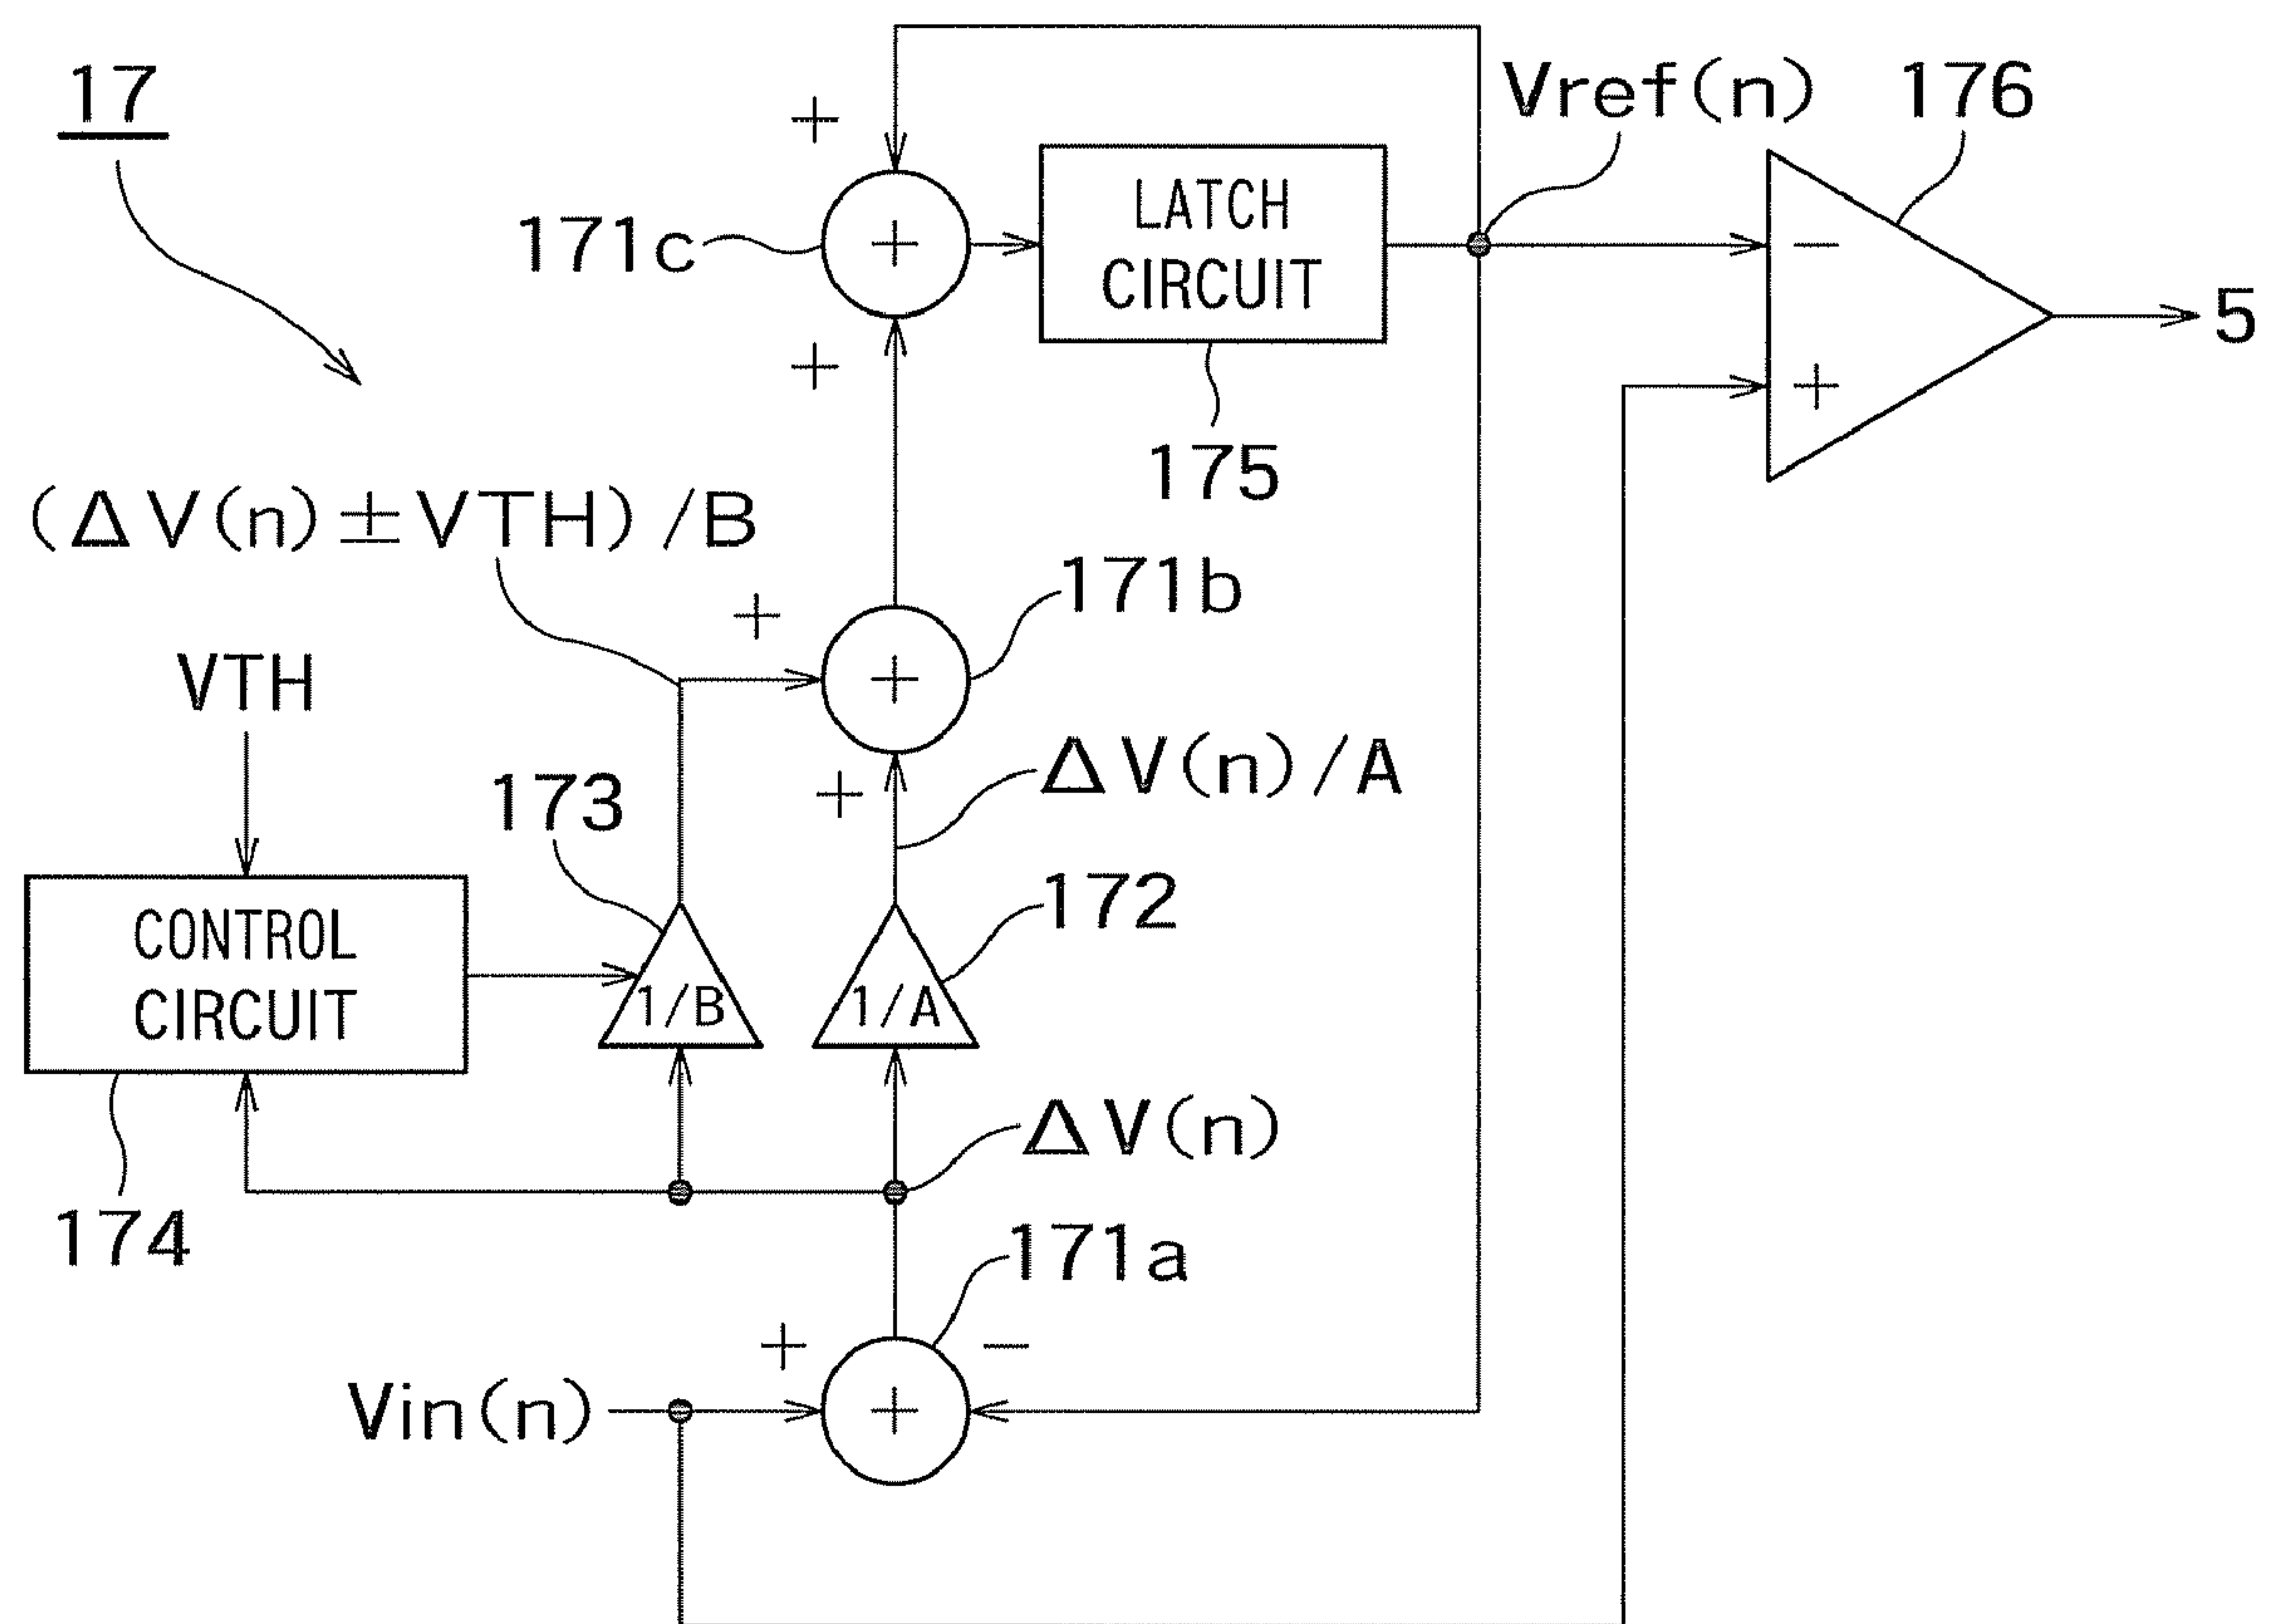 17
Vref(n)
176
+
171c
+
LATCH
CIRCUIT
−
5
+
+
175
(ΔV(n)±VTH)/B
171b
+
+
VTH
ΔV(n)/A
+
173
172
CONTROL
CIRCUIT
1/B
1/A
ΔV(n)
174
171a
+
−
Vin(n)
+